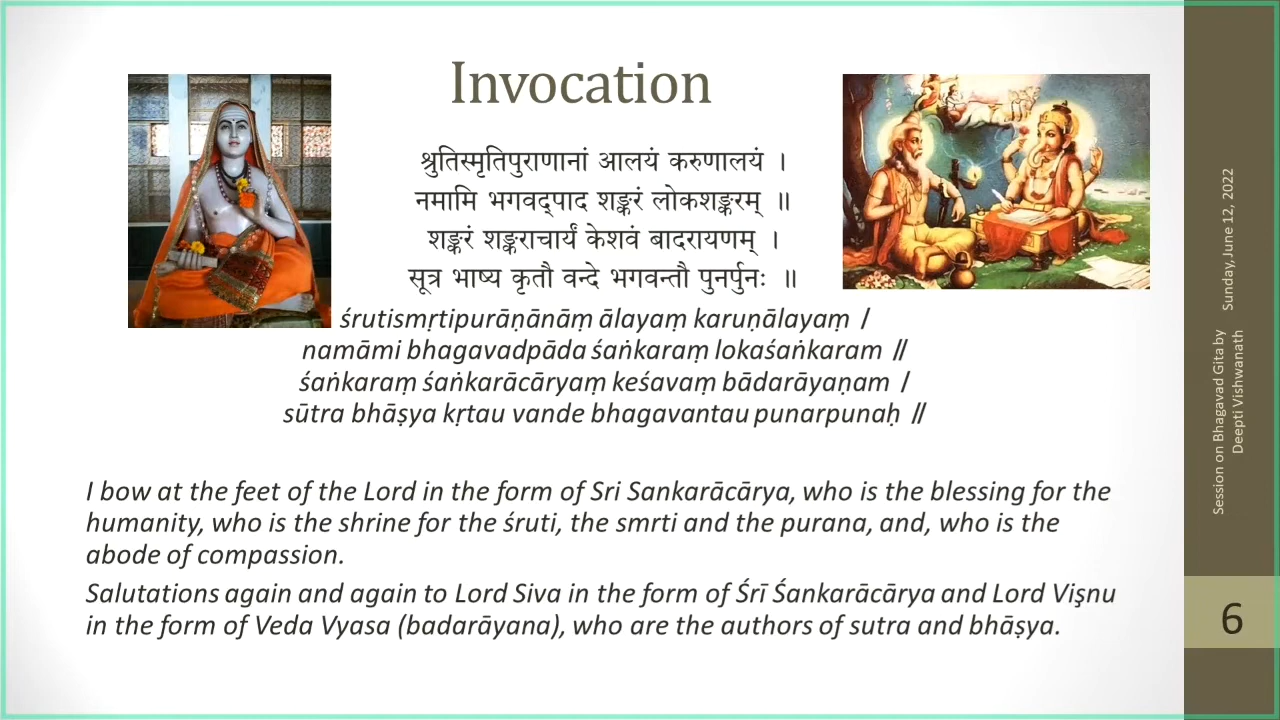 Invocation
श्रुतिस्मृतिपुराणानां आलयं करुणालयं ।
नमामि भगवद्‌पाद शङ्करं लोकशङ्करम् ॥
शङ्करं शङ्कराचार्यं केशवं बादरायणम् ।
सूत्र भाष्य कृतौ वन्दे भगवन्तौ पुनर्पुनः ॥
śrutismṛtipurāṇānāṃ ālayaṃ karuṇālayaṃ /
namāmi bhagavadpāda śaṅkaraṃ lokaśaṅkaram //
śaṅkaraṃ śaṅkarācāryaṃ keśavaṃ bādarāyaṇam /
sūtra bhāṣya kṛtau vande bhagavantau punarpunaḥ //
I bow at the feet of the Lord in the form of Sri Sankarācārya, who is the blessing for the
humanity, who is the shrine for the śruti, the smrti and the purana, and, who is the
abode of compassion.
Salutations again and again to Lord Siva in the form of Śrī Śankarācārya and Lord Vişnu
in the form of Veda Vyasa (badarāyana), who are the authors of sutra and bhāṣya.
Session on Bhagavad Gita by
Deepti Vishwanath
Sunday, June 12, 2022
6